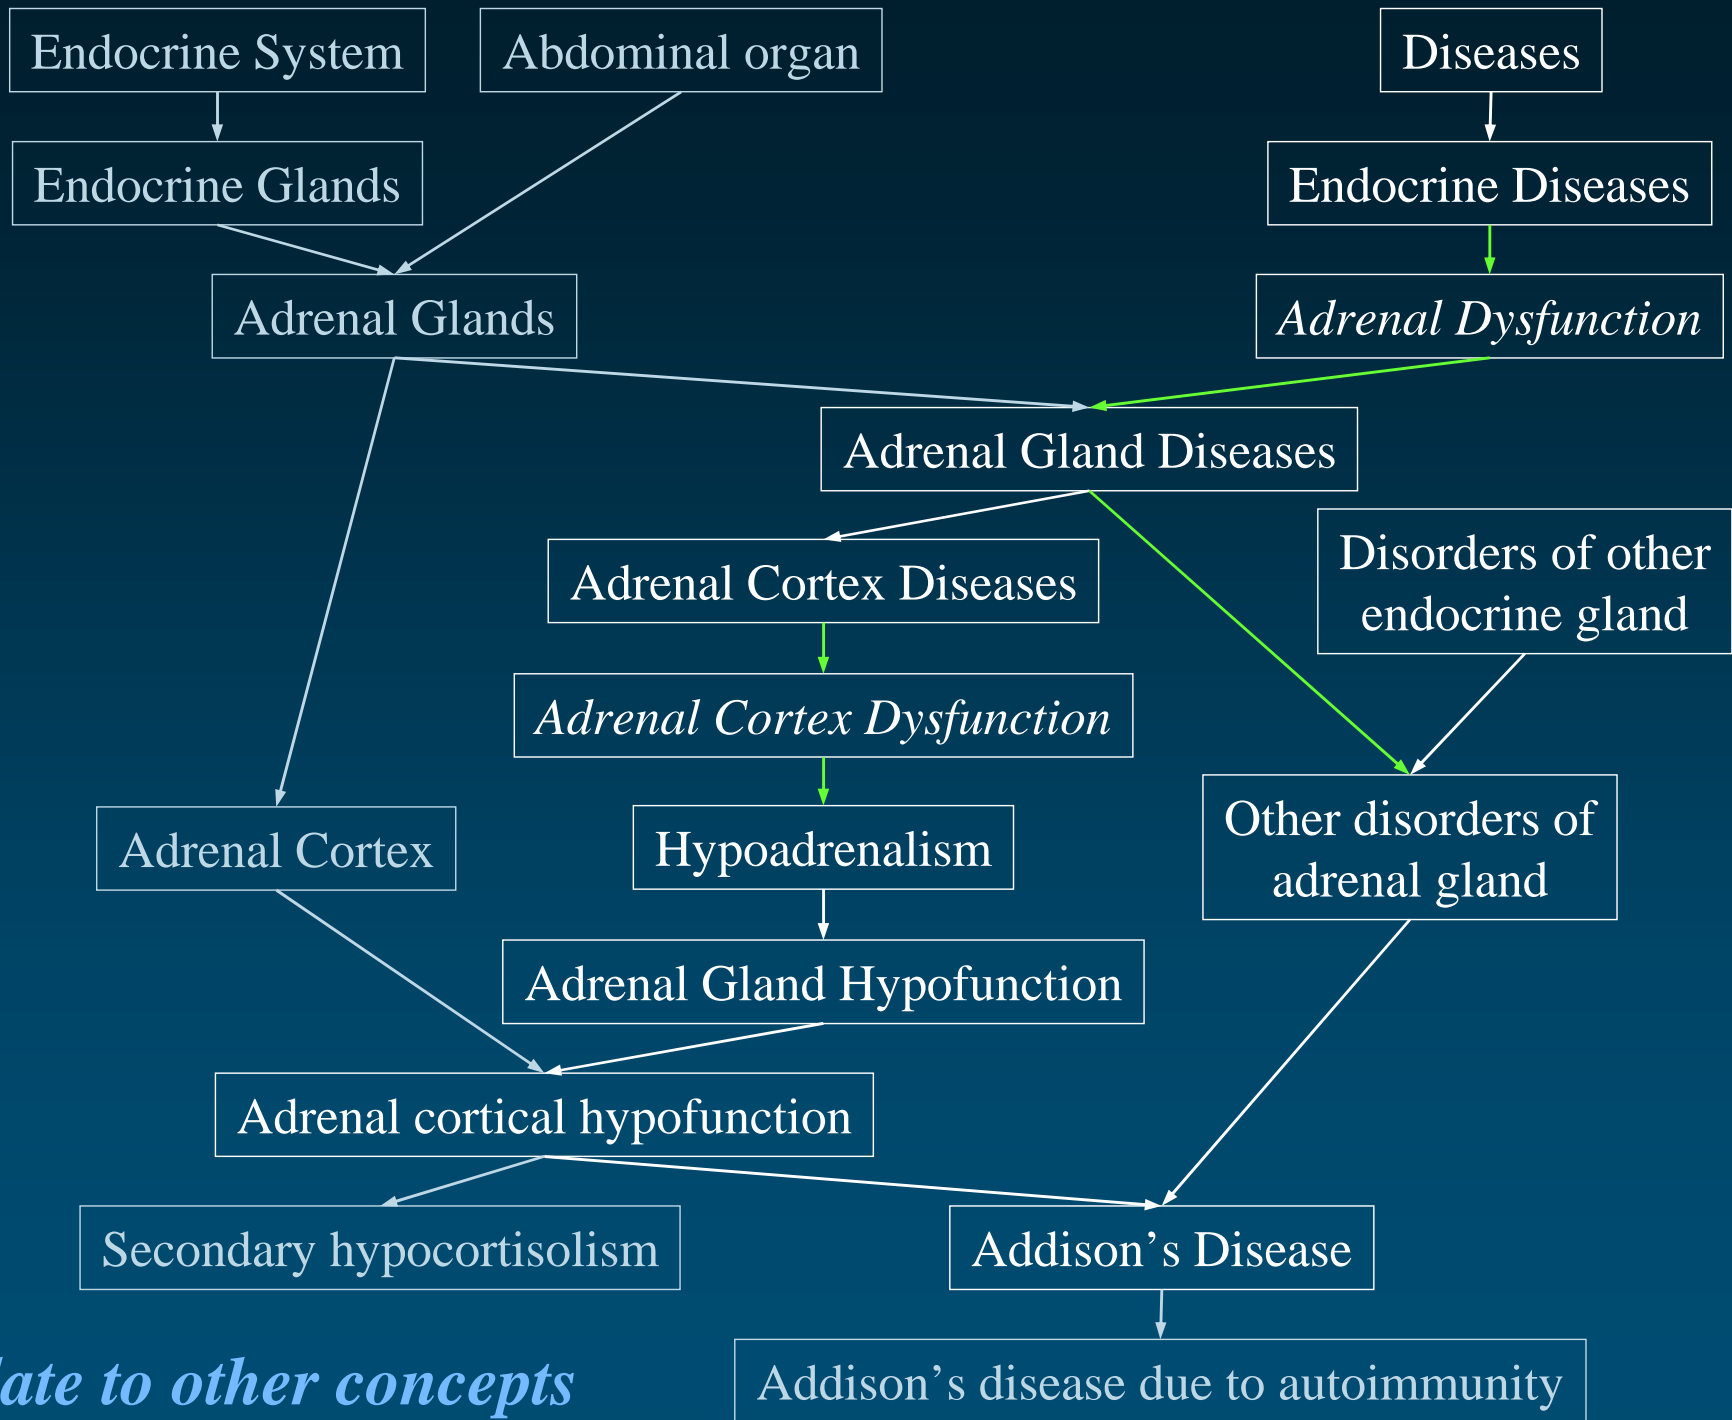 Endocrine System
Abdominal organ
Diseases
Endocrine Glands
Endocrine Diseases
Adrenal Glands
Adrenal Dysfunction
Adrenal Gland Diseases
Disorders of other
endocrine gland
Adrenal Cortex Diseases
Adrenal Cortex Dysfunction
Other disorders of
adrenal gland
Adrenal Cortex
Hypoadrenalism
Adrenal Gland Hypofunction
Adrenal cortical hypofunction
Secondary hypocortisolism
Addison’s Disease
Addison’s disease due to autoimmunity
to other concepts